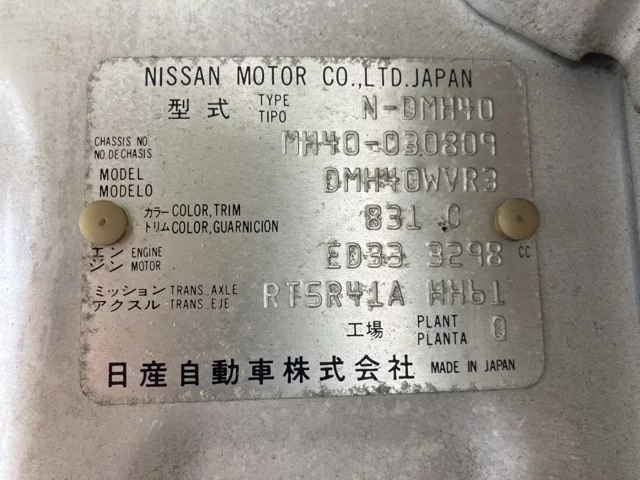 NISSAN MOTOR CO.,LTD.JAPAN
型式 TYPE TIPO N-DMH40
CHASSIS NO. NO.DE CHASIS MH40-030809
MODEL MODELO DMH40WVR3
カラー COLOR,TRIM トリム COLOR,GUARNICION 831 C
エンジン ENGINE MOTOR ED33 3298 CC
ミッション TRANS.AXLE アクスル TRANS.EJE RT5R41A HH61
工場 PLANT PLANTA 0
日産自動車株式会社 MADE IN JAPAN